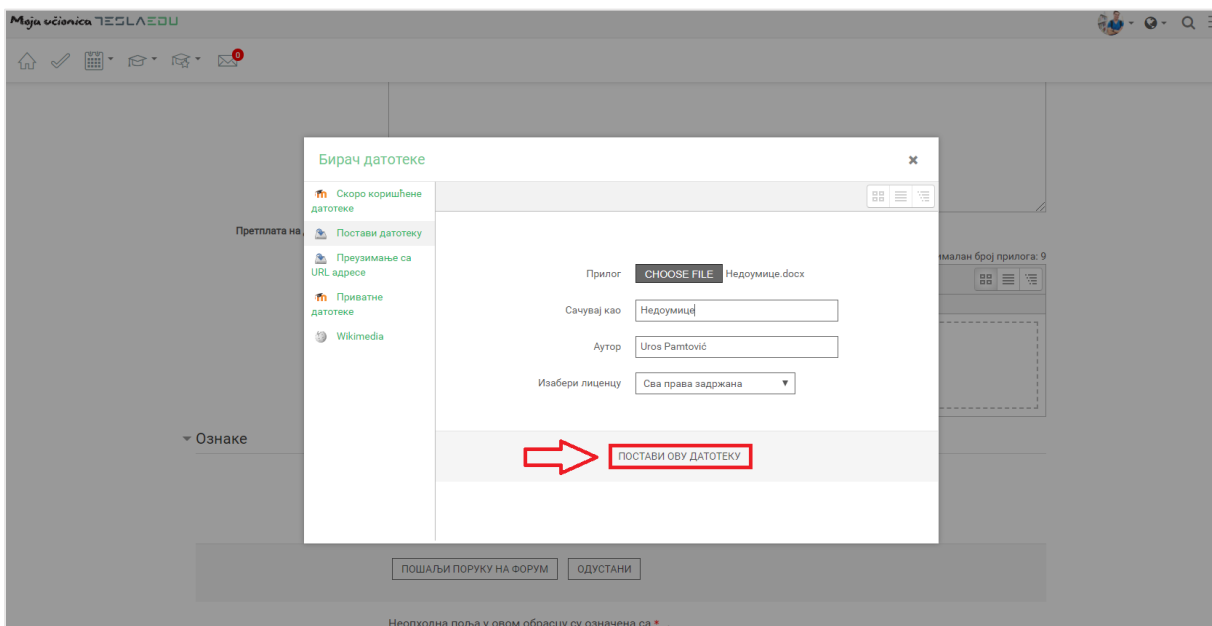 Moja učionica TESLAEDU
0
Бирач датотеке
Скоро коришћене
датотеке
Постави датотеку
Преузимање са
URL адресе
Приватне
датотеке
Wikimedia
Претплата на
ималан број прилога: 9
Прилог CHOOSE FILE Недоумице.docx
Сачувај као Недоумице
Аутор Uros Pamtović
Изабери лиценцу Сва права задржана
ПОСТАВИ ОВУ ДАТОТЕКУ
Ознаке
ПОШАЉИ ПОРУКУ НА ФОРУМ ОДУСТАНИ
Неопходна поља у овом обрасцу су означена са *